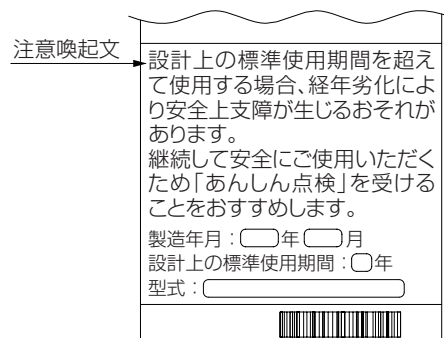 注意喚起文
設計上の標準使用期間を超え
て使用する場合、経年劣化によ
り安全上支障が生じるおそれが
あります。
継続して安全にご使用いただく
ため「あんしん点検」を受ける
ことをおすすめします。
製造年月：年月
設計上の標準使用期間：年
型式：